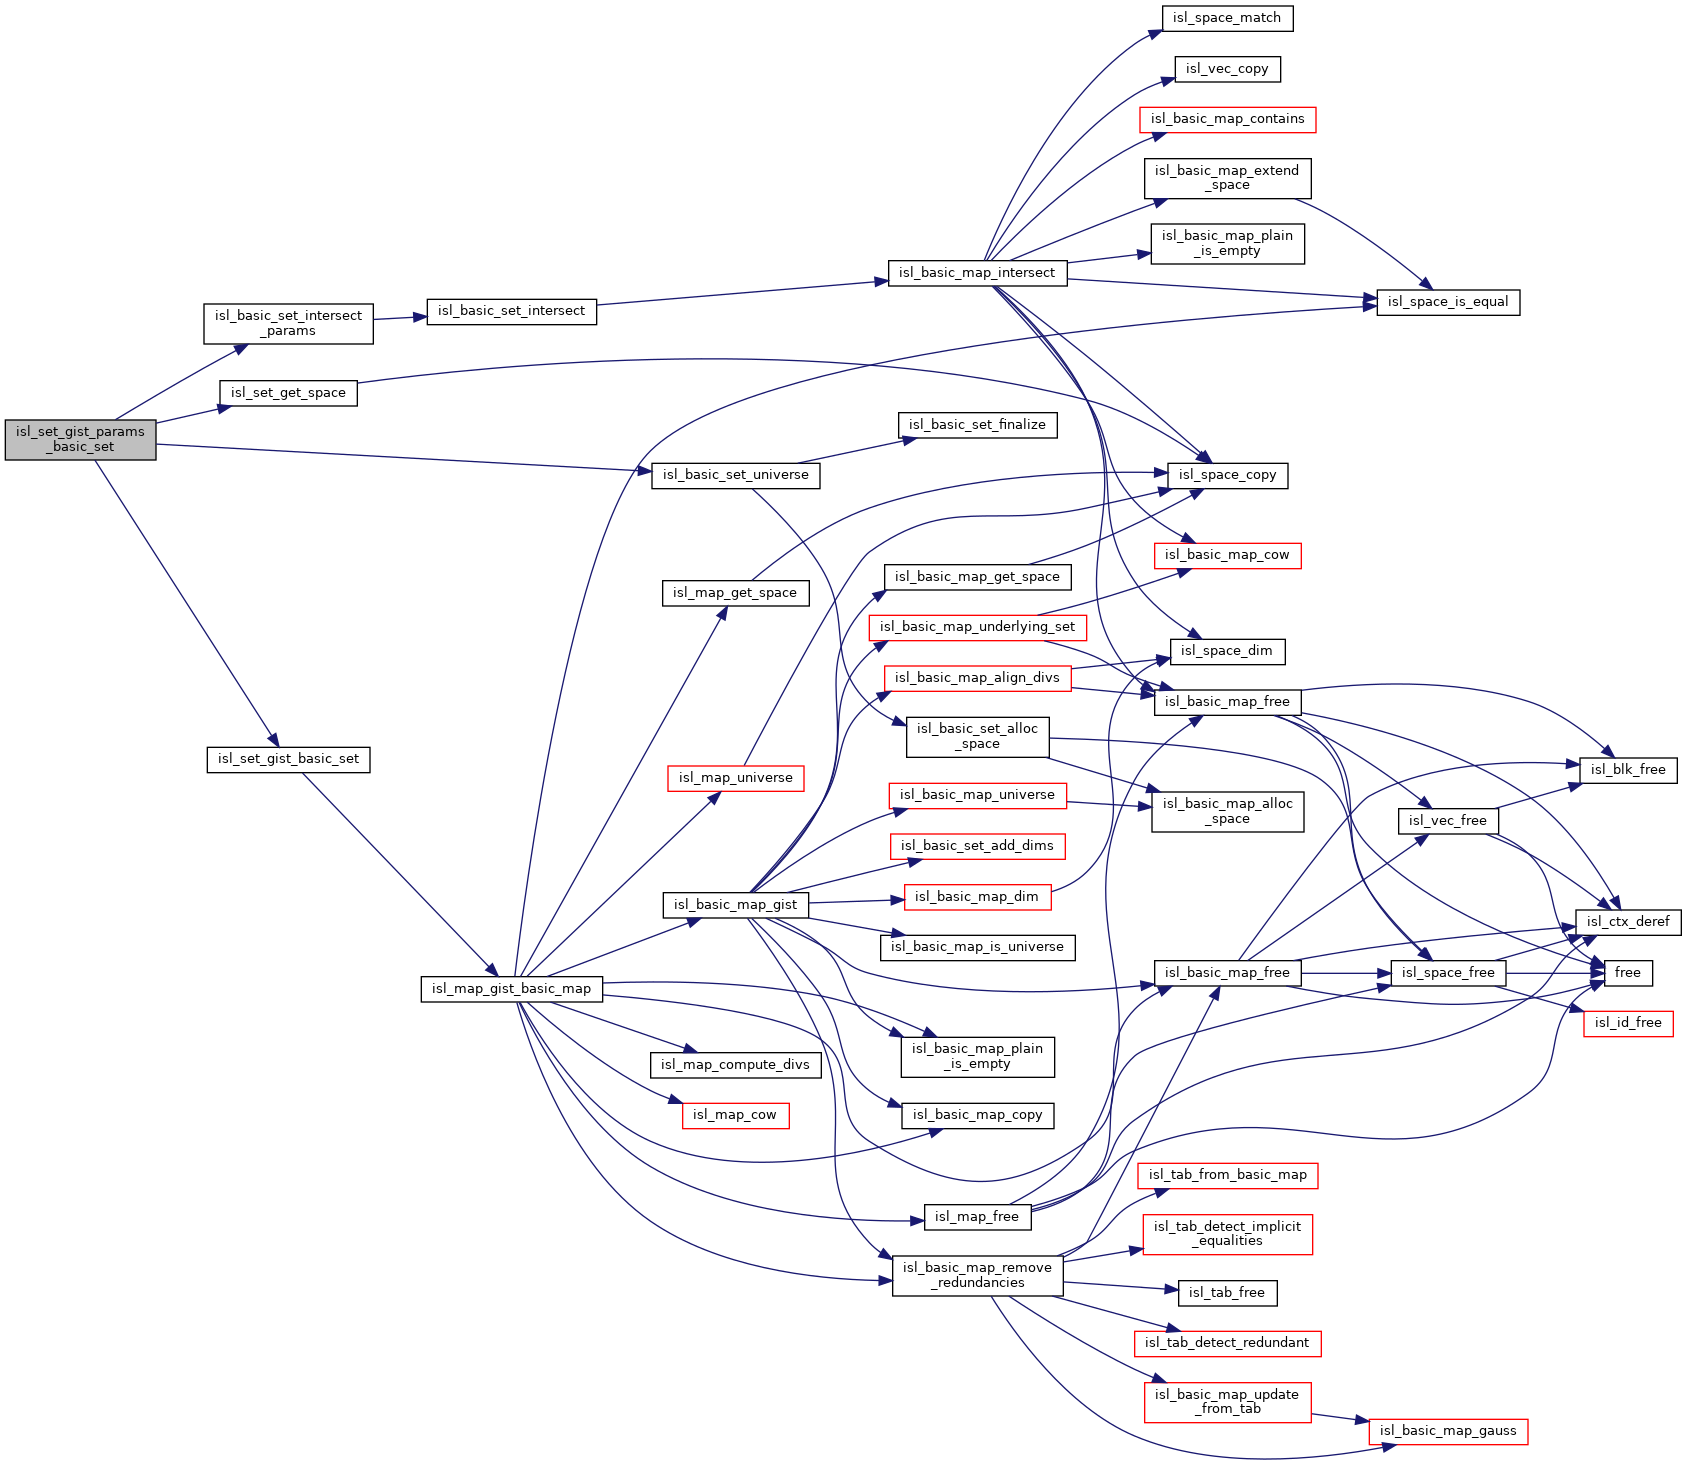 isl_space_match
isl_vec_copy
isl_basic_map_contains
isl_basic_map_extend
_space
isl_basic_map_plain
_is_empty
isl_basic_map_intersect
isl_space_is_equal
isl_basic_set_intersect
_params
isl_basic_set_intersect
isl_set_get_space
isl_set_gist_params
_basic_set
isl_basic_set_finalize
isl_basic_set_universe
isl_space_copy
isl_basic_map_cow
isl_map_get_space
isl_basic_map_get_space
isl_basic_map_underlying_set
isl_space_dim
isl_basic_map_align_divs
isl_basic_map_free
isl_basic_set_alloc
_space
isl_set_gist_basic_set
isl_map_universe
isl_blk_free
isl_basic_map_universe
isl_basic_map_alloc
_space
isl_vec_free
isl_basic_set_add_dims
isl_basic_map_gist
isl_basic_map_dim
isl_ctx_deref
isl_basic_map_is_universe
isl_map_gist_basic_map
isl_basic_map_free
isl_space_free
free
isl_id_free
isl_basic_map_plain
_is_empty
isl_map_compute_divs
isl_map_cow
isl_basic_map_copy
isl_tab_from_basic_map
isl_map_free
isl_tab_detect_implicit
_equalities
isl_basic_map_remove
_redundancies
isl_tab_free
isl_tab_detect_redundant
isl_basic_map_update
_from_tab
isl_basic_map_gauss